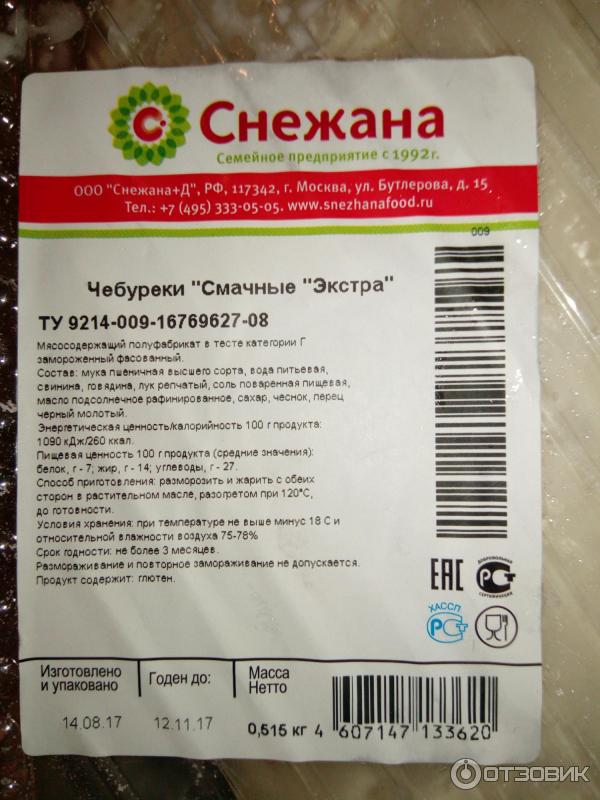 Снежана
Семейное предприятие с 1992г.
ООО "Снежана+Д", РФ, 117342, г. Москва, ул. Бутлерова, д. 15
Тел.: +7 (495) 333-05-05. www.snezhanafood.ru
009
Чебуреки "Смачные "Экстра"
ТУ 9214-009-16769627-08
Мясосодержащий полуфабрикат в тесте категории Г
замороженный фасованный.
Состав: мука пшеничная высшего сорта, вода питьевая,
свинина, говядина, лук репчатый, соль поваренная пищевая,
масло подсолнечное рафинированное, сахар, чеснок, перец
черный молотый.
Энергетическая ценность/калорийность 100 г продукта:
1090 кДж/260 ккал.
Пищевая ценность 100 г продукта (средние значения):
белок, г - 7; жир, г - 14; углеводы, г - 27.
Способ приготовления: разморозить и жарить с обеих
сторон в растительном масле, разогретом при 120°С,
до готовности.
Условия хранения: при температуре не выше минус 18 С и
относительной влажности воздуха 75-78%
Срок годности: не более 3 месяцев.
Размораживание и повторное замораживание не допускается.
Продукт содержит: глютен.
ЕАС
ДОБРОВОЛЬНАЯ
СЕРТИФИКАЦИЯ
ХАССП
Изготовлено
и упаковано
Годен до:
Масса
Нетто
14.08.17
12.11.17
0,515 кг
4 607147 133620
ОТЗОВИК